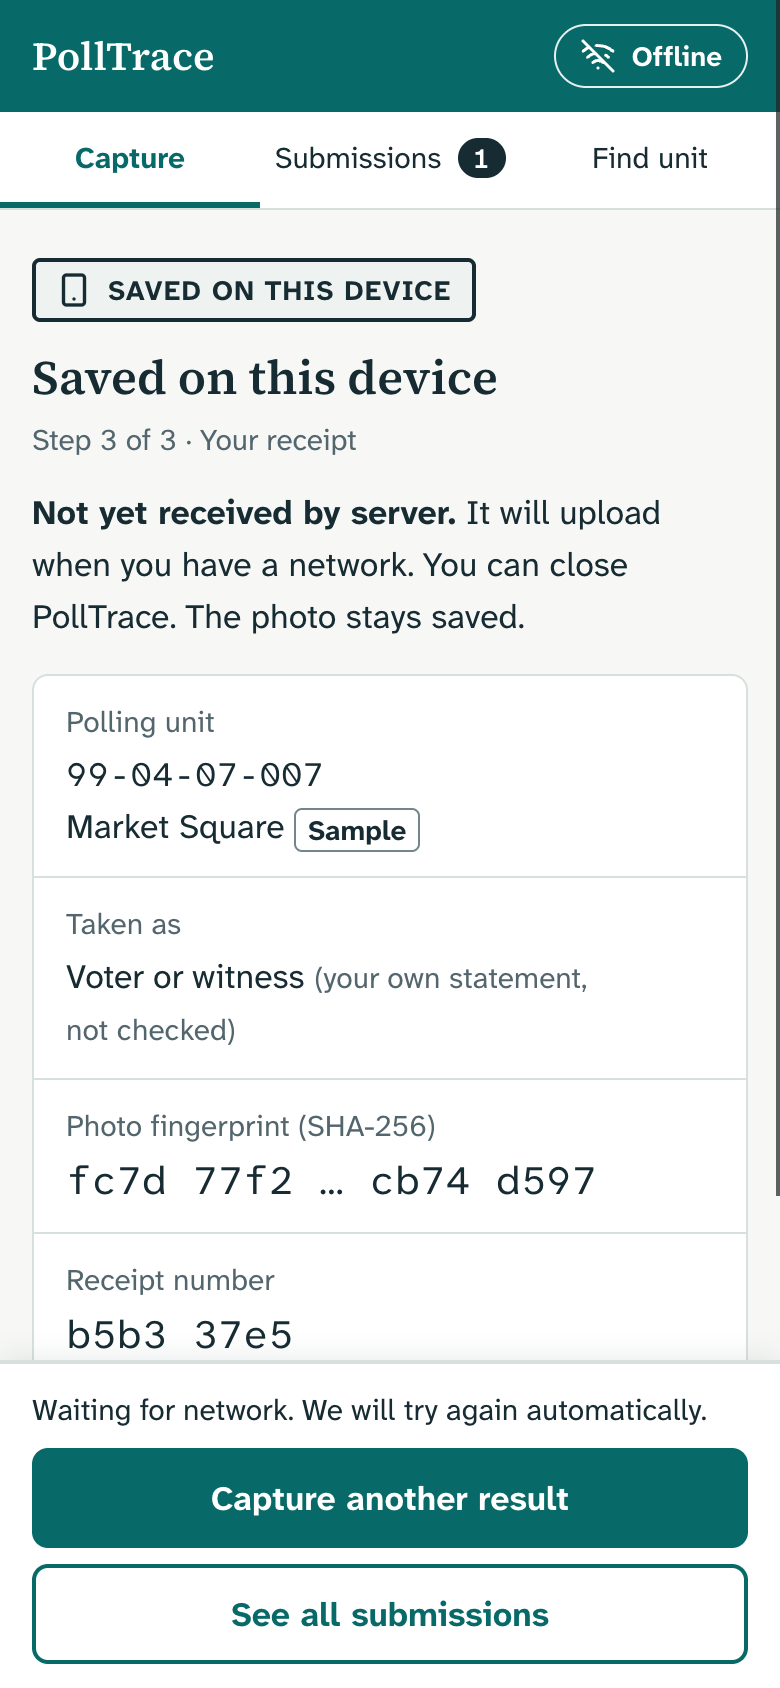 PollTrace
Offline
Capture
Submissions 1
Find unit
SAVED ON THIS DEVICE
Saved on this device
Step 3 of 3 · Your receipt
Not yet received by server. It will upload
when you have a network. You can close
PollTrace. The photo stays saved.
Polling unit
99-04-07-007
Market Square Sample
Taken as
Voter or witness (your own statement,
not checked)
Photo fingerprint (SHA-256)
fc7d 77f2 … cb74 d597
Receipt number
b5b3 37e5
Waiting for network. We will try again automatically.
Capture another result
See all submissions